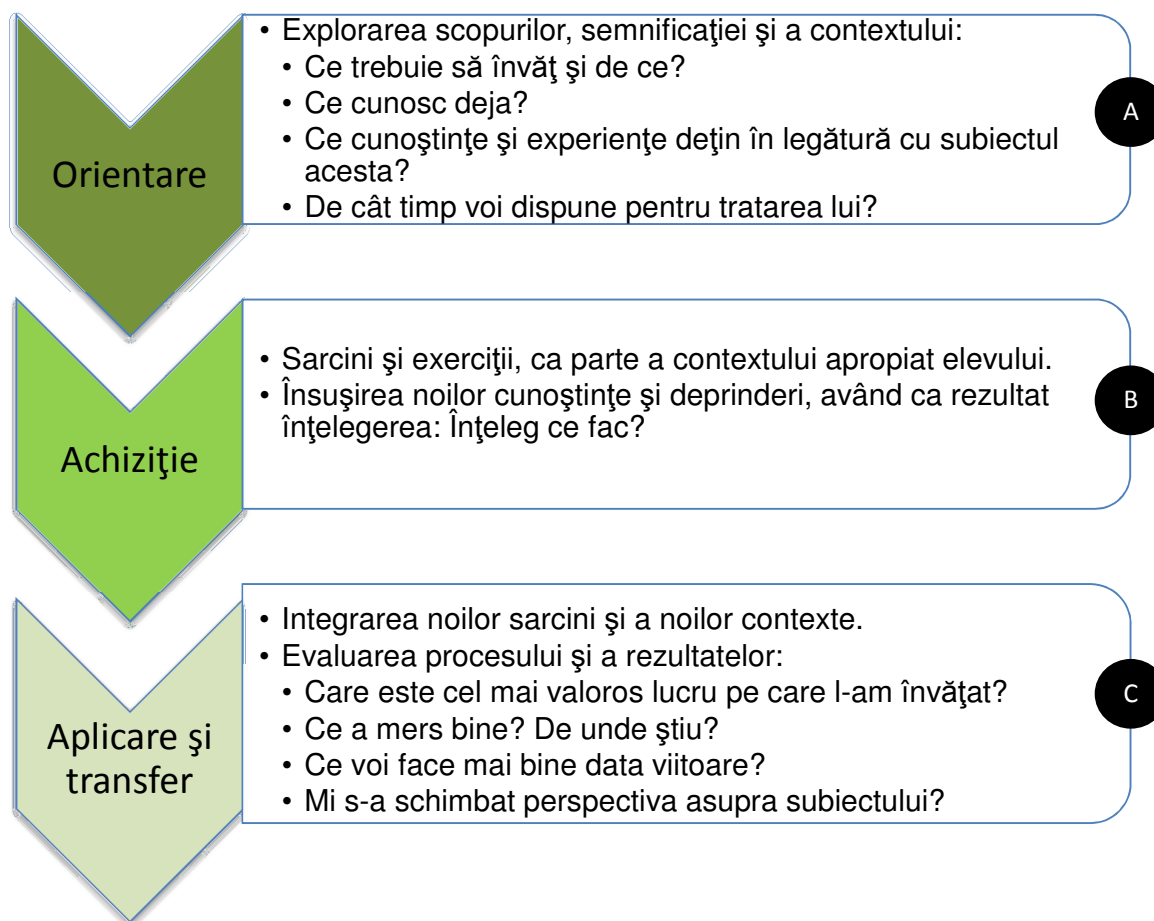 Orientare
• Explorarea scopurilor, semnificaţiei şi a contextului:
• Ce trebuie să învăţ şi de ce?
• Ce cunosc deja?
• Ce cunoştinţe şi experienţe deţin în legătură cu subiectul
acesta?
• De cât timp voi dispune pentru tratarea lui?
A
Achiziţie
• Sarcini şi exerciţii, ca parte a contextului apropiat elevului.
• Însuşirea noilor cunoştinţe şi deprinderi, având ca rezultat
înţelegerea: Înţeleg ce fac?
B
Aplicare şi
transfer
• Integrarea noilor sarcini şi a noilor contexte.
• Evaluarea procesului şi a rezultatelor:
• Care este cel mai valoros lucru pe care l-am învăţat?
• Ce a mers bine? De unde ştiu?
• Ce voi face mai bine data viitoare?
• Mi s-a schimbat perspectiva asupra subiectului?
C